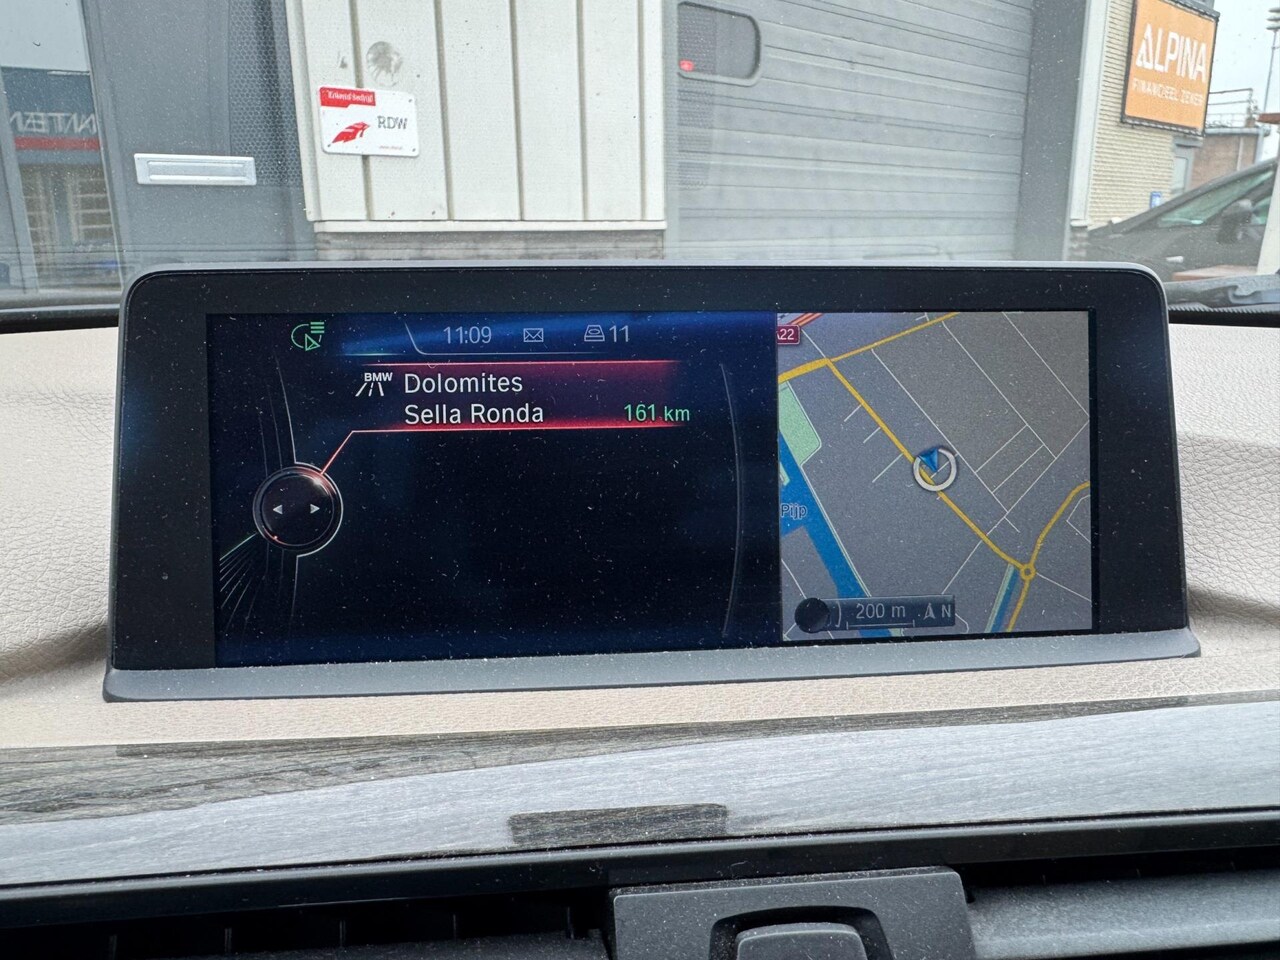 ALPINA
FINANCIEEL ZEKER
Erkend bedrijf
RDW
11:09
11
BMW
Dolomites
Sella Ronda
161 km
A22
Pijp
200 m
N